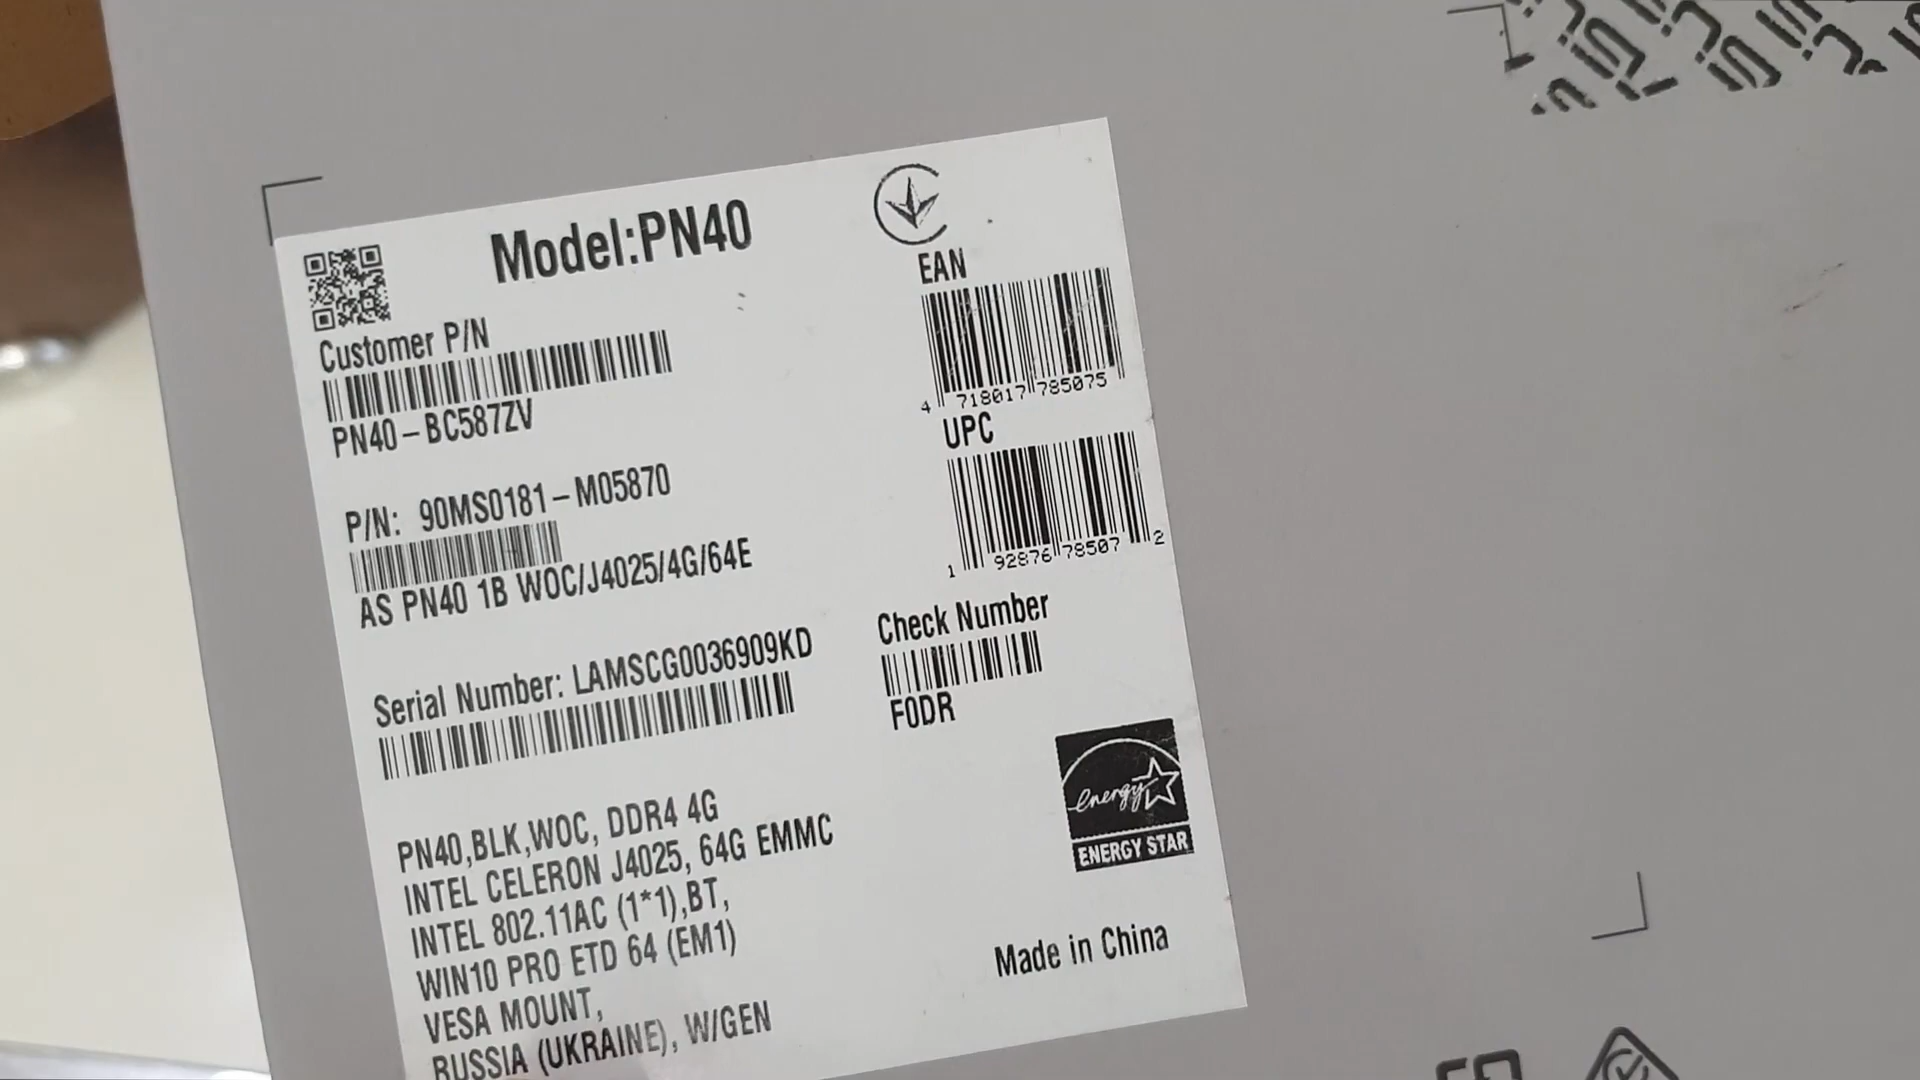 Model:PN40
EAN
Customer P/N
4 718017 785075
PN40-BC587ZV
UPC
P/N: 90MS0181-M05870
1 92876 78507 2
AS PN40 1B WOC/J4025/4G/64E
Check Number
Serial Number: LAMSCG0036909KD
F0DR
energy
ENERGY STAR
PN40,BLK,WOC, DDR4 4G
INTEL CELERON J4025, 64G EMMC
INTEL 802.11AC (1*1),BT,
WIN10 PRO ETD 64 (EM1)
VESA MOUNT,
RUSSIA (UKRAINE), W/GEN
Made in China